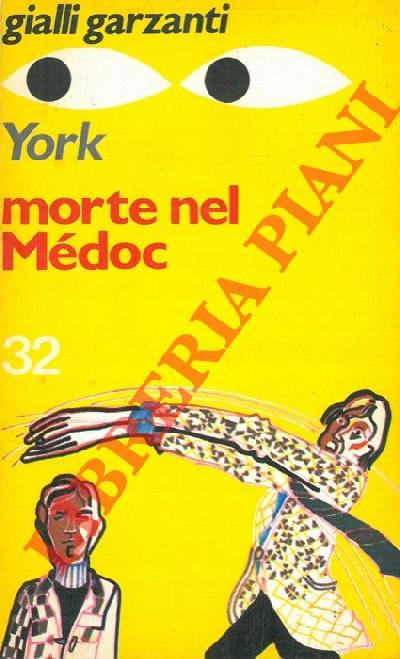 gialli garzanti
York
morte nel
Médoc
32
LIBRERIA PIANI